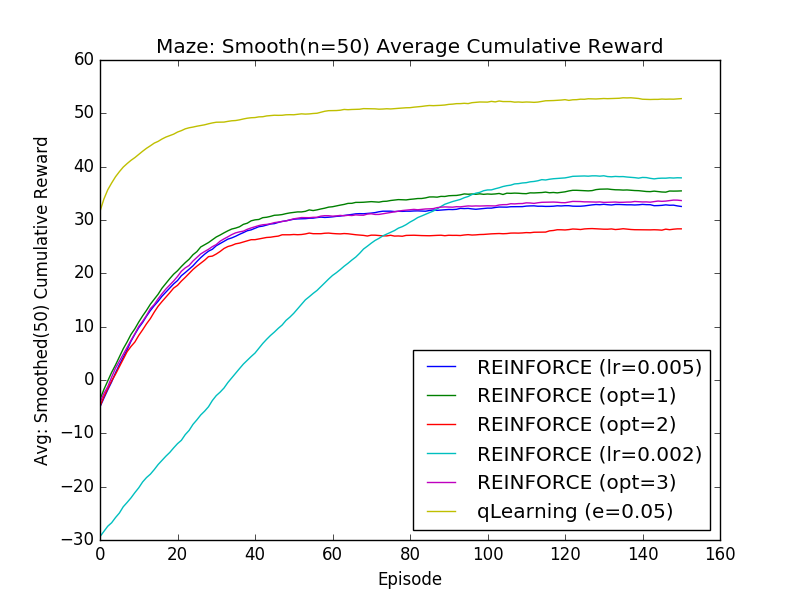 Maze: Smooth(n=50) Average Cumulative Reward
Avg: Smoothed(50) Cumulative Reward
60
50
40
30
20
10
0
−10
−20
−30
REINFORCE (lr=0.005)
REINFORCE (opt=1)
REINFORCE (opt=2)
REINFORCE (lr=0.002)
REINFORCE (opt=3)
qLearning (e=0.05)
0 20 40 60 80 100 120 140 160
Episode